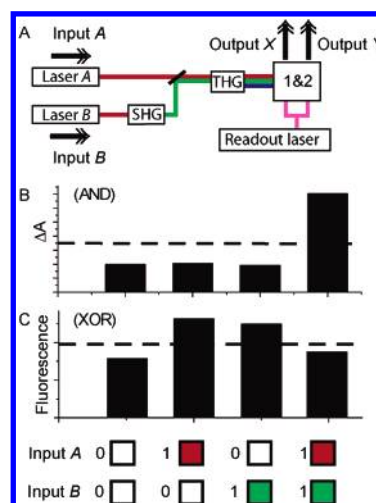 A Input A Output X Output Y
Laser A THG 1&2
Laser B SHG
Input B Readout laser
B (AND)
ΔA
C (XOR)
Fluorescence
Input A 0 1 0 1
Input B 0 0 1 1